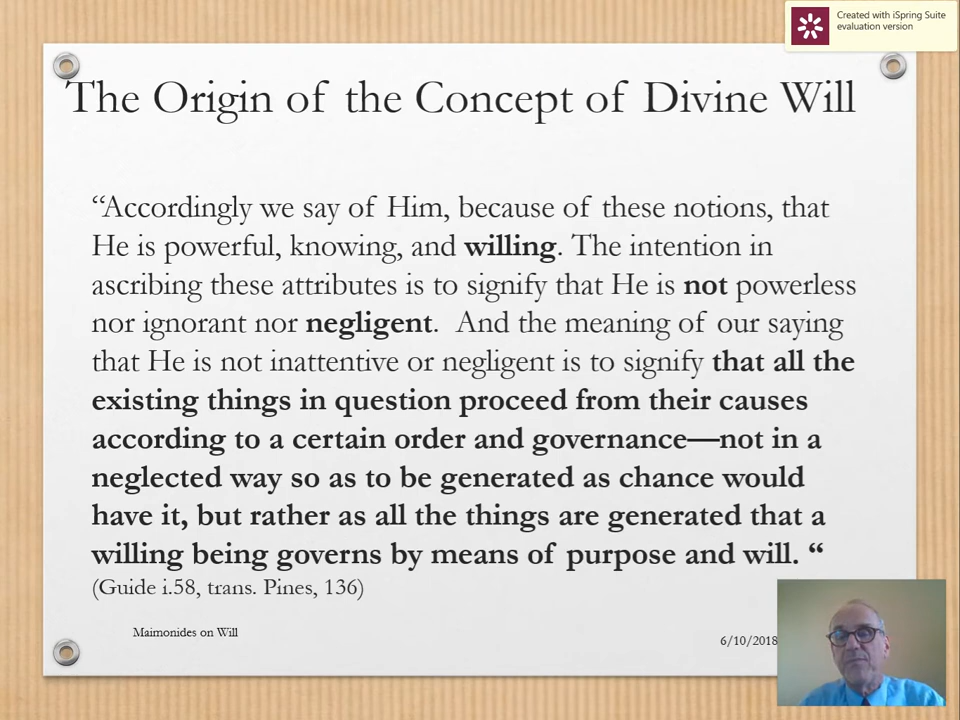 Created with iSpring Suite
evaluation version
The Origin of the Concept of Divine Will
“Accordingly we say of Him, because of these notions, that
He is powerful, knowing, and willing. The intention in
ascribing these attributes is to signify that He is not powerless
nor ignorant nor negligent.  And the meaning of our saying
that He is not inattentive or negligent is to signify that all the
existing things in question proceed from their causes
according to a certain order and governance—not in a
neglected way so as to be generated as chance would
have it, but rather as all the things are generated that a
willing being governs by means of purpose and will. “
(Guide i.58, trans. Pines, 136)
Maimonides on Will
6/10/2018